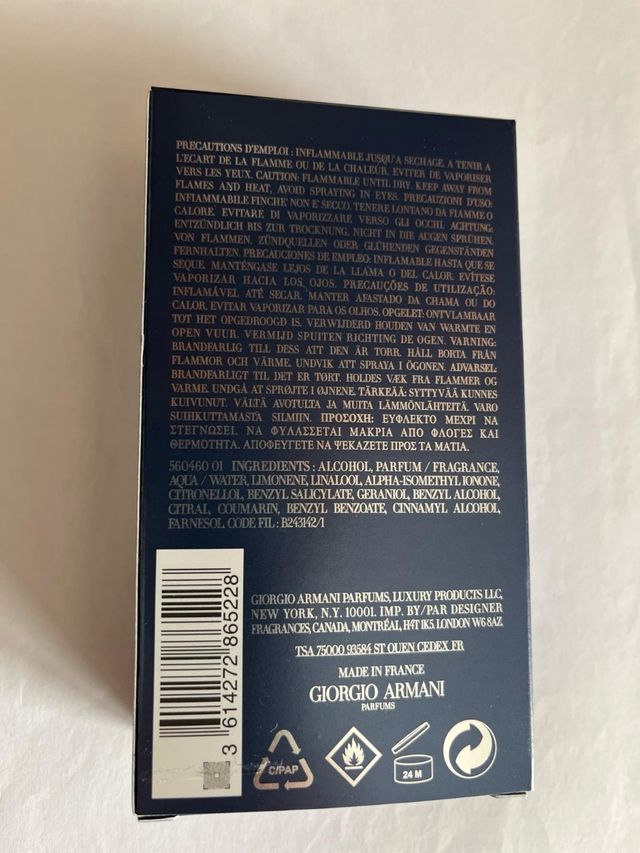 PRECAUTIONS D'EMPLOI : INFLAMMABLE JUSQU'A SECHAGE. A TENIR A
L'ECART DE LA FLAMME OU DE LA CHALEUR. EVITER DE VAPORISER
VERS LES YEUX. CAUTION: FLAMMABLE UNTIL DRY. KEEP AWAY FROM
FLAMES AND HEAT, AVOID SPRAYING IN EYES. PRECAUZIONI D'USO:
INFIAMMABILE FINCHE' NON E' SECCO. TENERE LONTANO DA FIAMME O
CALORE. EVITARE DI VAPORIZZARE VERSO GLI OCCHI. ACHTUNG:
ENTZÜNDLICH BIS ZUR TROCKNUNG. NICHT IN DIE AUGEN SPRÜHEN.
VON FLAMMEN, ZÜNDQUELLEN ODER GLÜHENDEN GEGENSTÄNDEN
FERNHALTEN. PRECAUCIONES DE EMPLEO: INFLAMABLE HASTA QUE SE
SEQUE. MANTÉNGASE LEJOS DE LA LLAMA O DEL CALOR. EVÍTESE
VAPORIZAR HACIA LOS OJOS. PRECAUÇÕES DE UTILIZAÇÃO:
INFLAMÁVEL ATÉ SECAR. MANTER AFASTADO DA CHAMA OU DO
CALOR. EVITAR VAPORIZAR PARA OS OLHOS. OPGELET: ONTVLAMBAAR
TOT HET OPGEDROOGD IS. VERWIJDERD HOUDEN VAN WARMTE EN
OPEN VUUR. VERMIJD SPUITEN RICHTING DE OGEN. VARNING:
BRANDFARLIG TILL DESS ATT DEN ÄR TORR. HÅLL BORTA FRÅN
FLAMMOR OCH VÄRME. UNDVIK ATT SPRAYA I ÖGONEN. ADVARSEL:
BRANDFARLIGT TIL DET ER TØRT. HOLDES VÆK FRA FLAMMER OG
VARME. UNDGÅ AT SPRØJTE I ØJNENE. TÄRKEÄÄ: SYTTYVÄÄ KUNNES
KUIVUNUT. VÄLTÄ AVOTULTA JA MUITA LÄMMÖNLÄHTEITÄ. VARO
SUIHKUTTAMASTA SILMIIN. ΠΡΟΣΟΧΗ: ΕΥΦΛΕΚΤΟ ΜΕΧΡΙ ΝΑ
ΣΤΕΓΝΩΣΕΙ. ΝΑ ΦΥΛΑΣΣΕΤΑΙ ΜΑΚΡΙΑ ΑΠΟ ΦΛΟΓΕΣ ΚΑΙ
ΘΕΡΜΟΤΗΤΑ. ΑΠΟΦΕΥΓΕΤΕ ΝΑ ΨΕΚΑΖΕΤΕ ΠΡΟΣ ΤΑ ΜΑΤΙΑ.
560460 01 INGREDIENTS : ALCOHOL, PARFUM / FRAGRANCE,
AQUA / WATER, LIMONENE, LINALOOL, ALPHA-ISOMETHYL IONONE,
CITRONELLOL, BENZYL SALICYLATE, GERANIOL, BENZYL ALCOHOL,
CITRAL, COUMARIN, BENZYL BENZOATE, CINNAMYL ALCOHOL,
FARNESOL. CODE FIL : B243142/1
3 614272 865228
GIORGIO ARMANI PARFUMS, LUXURY PRODUCTS LLC,
NEW YORK, N.Y. 10001. IMP. BY/PAR DESIGNER
FRAGRANCES, CANADA, MONTRÉAL, H4T 1K5. LONDON W6 8AZ
TSA 75000 93584 ST OUEN CEDEX. FR
MADE IN FRANCE
GIORGIO ARMANI
PARFUMS
C/PAP
24 M